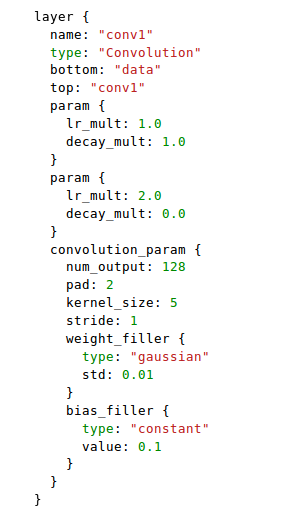 layer {
  name: "conv1"
  type: "Convolution"
  bottom: "data"
  top: "conv1"
  param {
    lr_mult: 1.0
    decay_mult: 1.0
  }
  param {
    lr_mult: 2.0
    decay_mult: 0.0
  }
  convolution_param {
    num_output: 128
    pad: 2
    kernel_size: 5
    stride: 1
    weight_filler {
      type: "gaussian"
      std: 0.01
    }
    bias_filler {
      type: "constant"
      value: 0.1
    }
  }
}